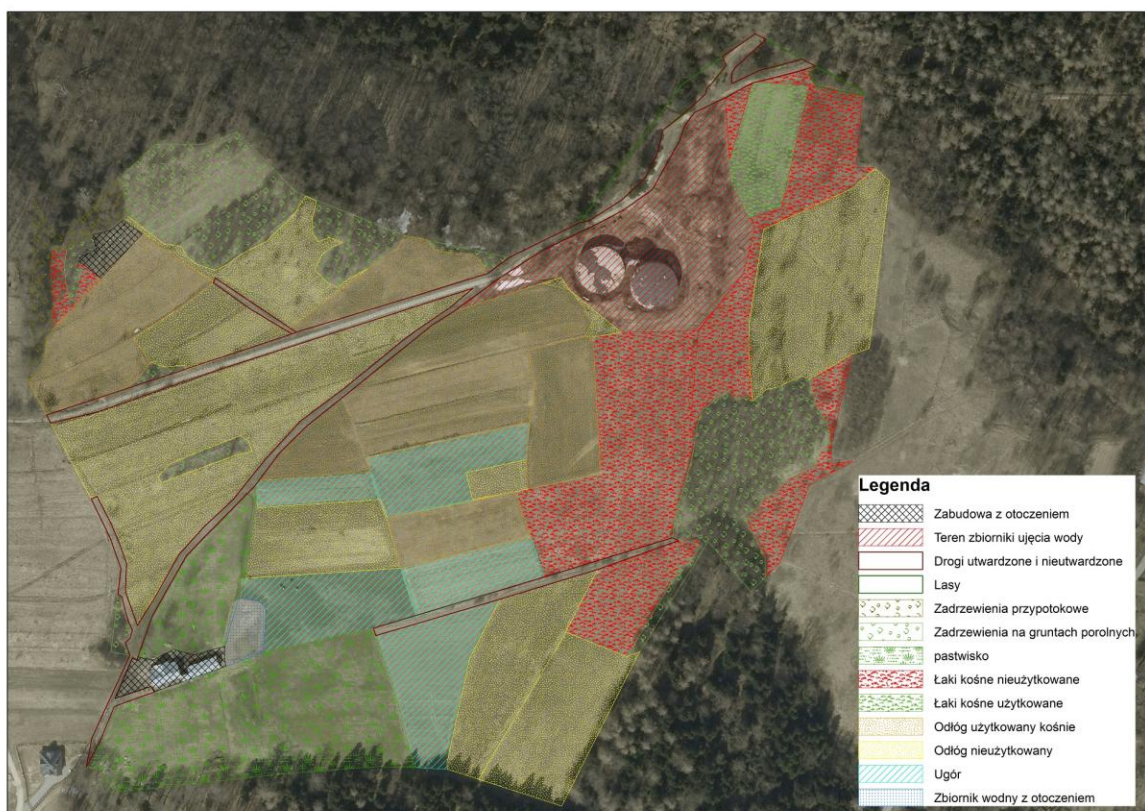 Legenda
Zabudowa z otoczeniem
Teren zbiorniki ujęcia wody
Drogi utwardzone i nieutwardzone
Lasy
Zadrzewienia przypotokowe
Zadrzewienia na gruntach porolnych
pastwisko
Łaki kośne nieużytkowane
Łaki kośne użytkowane
Odłóg użytkowany kośnie
Odłóg nieużytkowany
Ugór
Zbiornik wodny z otoczeniem